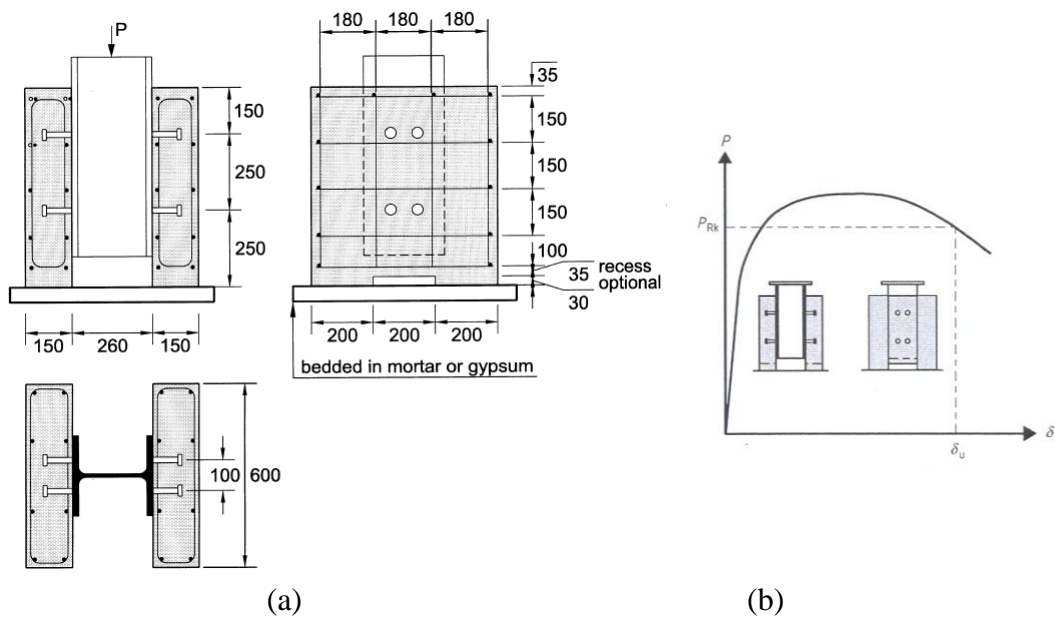 P
150
250
250
150 260 150
180 180 180
35
150
150
150
100
35
30
recess
optional
200 200 200
bedded in mortar or gypsum
100 600
P
P_Rk
δ_u
δ
(a)
(b)